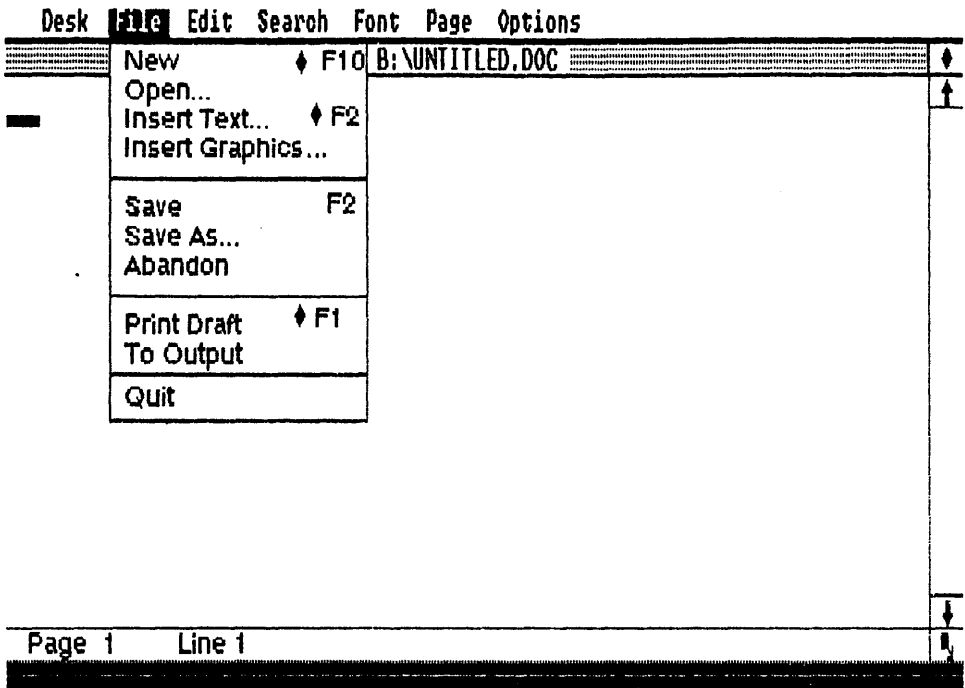 Desk File Edit Search Font Page Options
B:\UNTITLED.DOC
New ♦ F10
Open...
Insert Text... ♦ F2
Insert Graphics...
Save F2
Save As...
Abandon
Print Draft ♦ F1
To Output
Quit
Page 1 Line 1